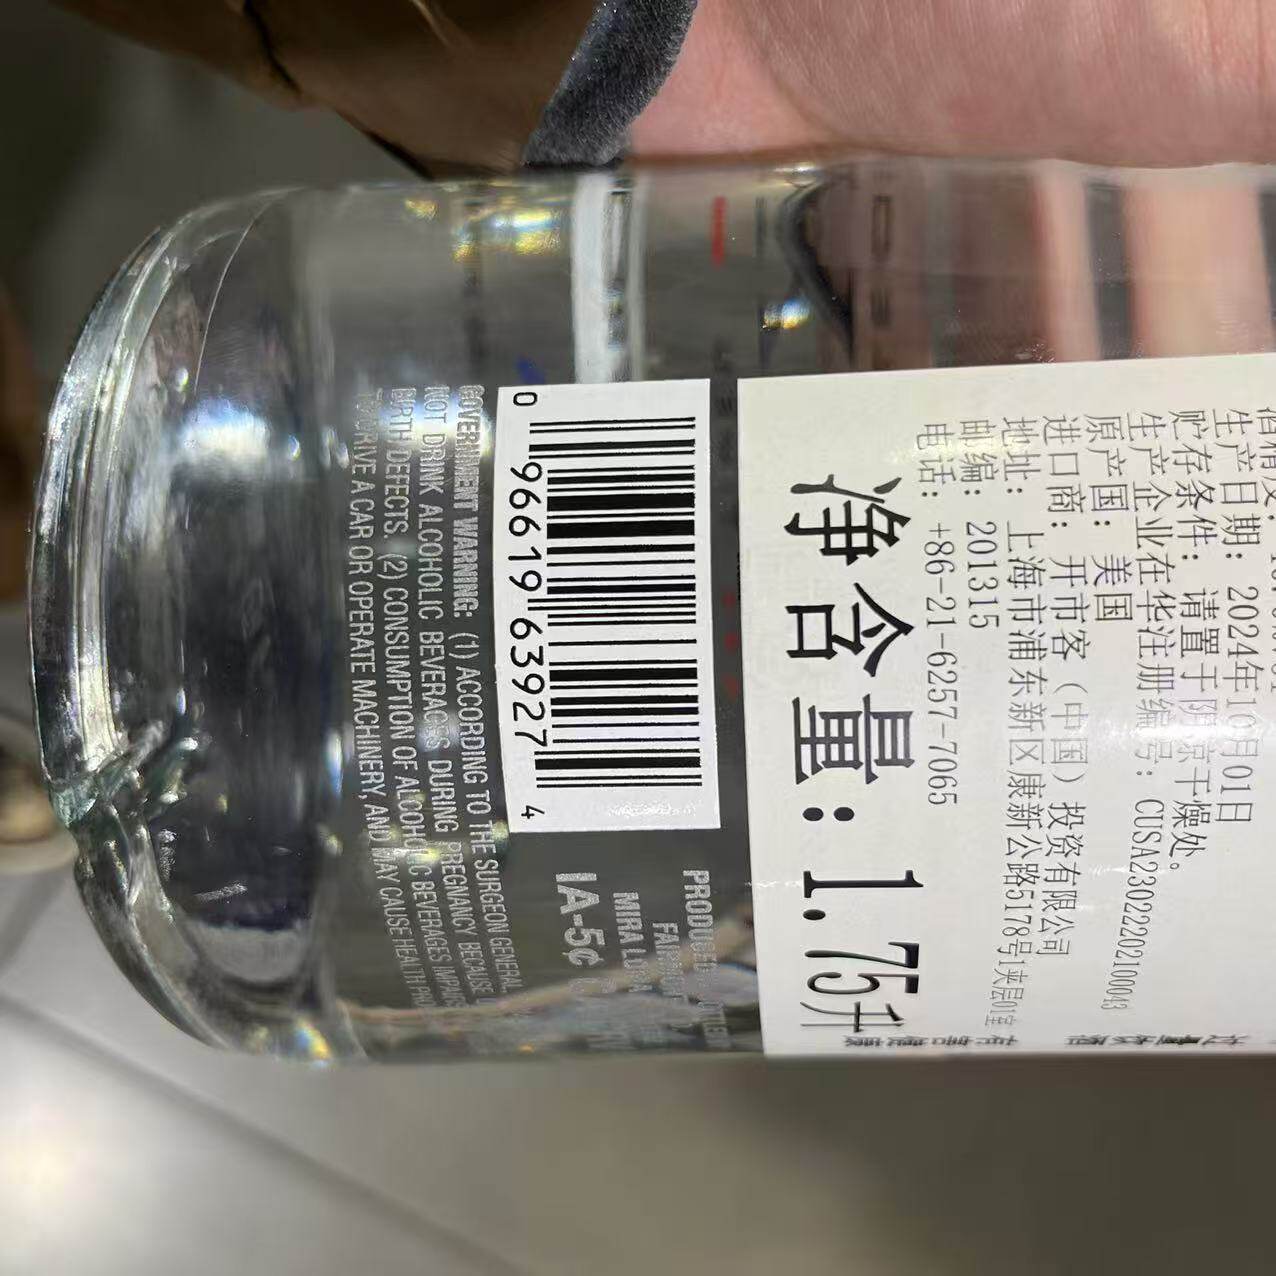 生产日期：2024年10月01日
贮存条件：请置于阴凉干燥处。
生产企业在华注册编号：CUSA23022202100043
原产国：美国
进口商：开市客（中国）投资有限公司
地址：上海市浦东新区康新公路5178号1夹层01室
邮编：201315
电话：+86-21-6257-7065
净含量：1.75升
0 96619 63927 4
PRODUCED
MIRA LOMA
IA-5¢
GOVERNMENT WARNING: (1) ACCORDING TO THE SURGEON GENERAL,
NOT DRINK ALCOHOLIC BEVERAGES DURING PREGNANCY BECAUSE
BIRTH DEFECTS. (2) CONSUMPTION OF ALCOHOLIC BEVERAGES IMPAIRS
DRIVE A CAR OR OPERATE MACHINERY, AND MAY CAUSE HEALTH